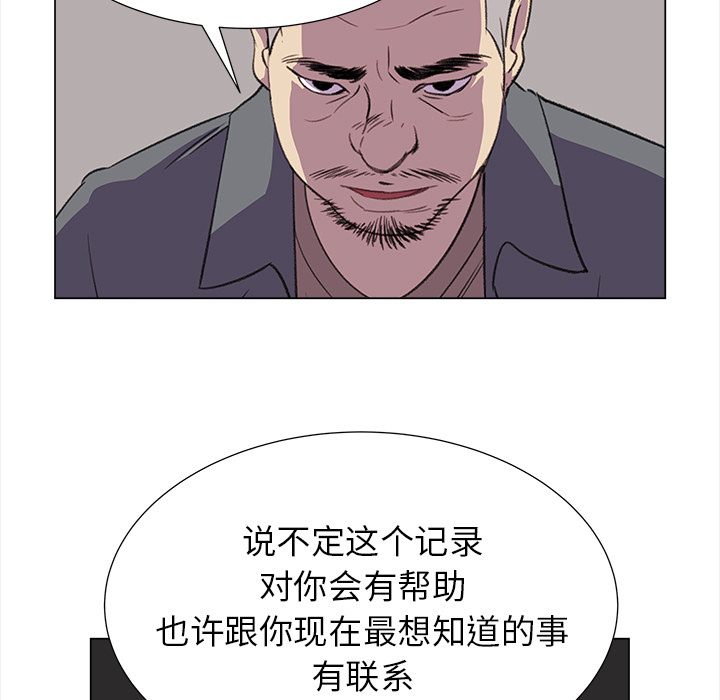 说不定这个记录
对你会有帮助
也许跟你现在最想知道的事
有联系